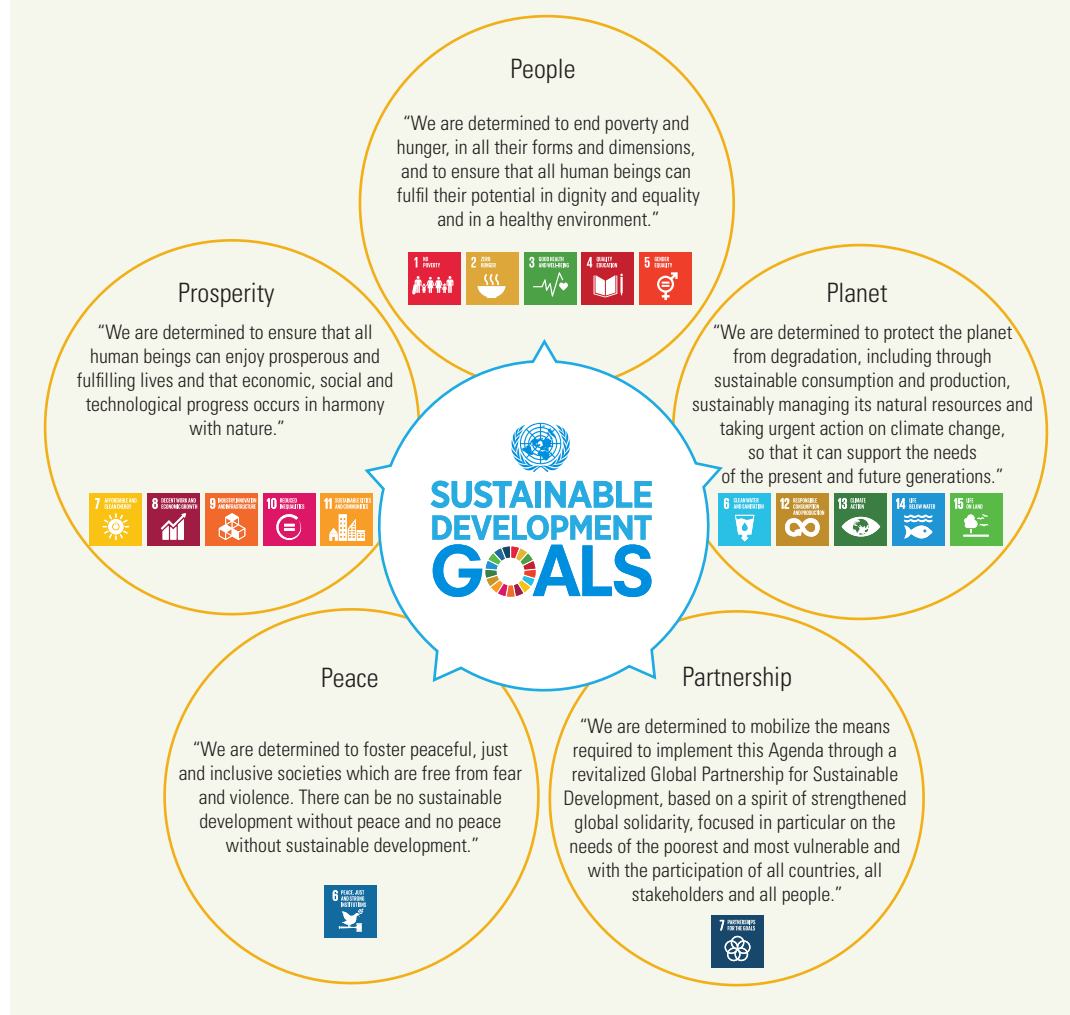 People
“We are determined to end poverty and
hunger, in all their forms and dimensions,
and to ensure that all human beings can
fulfil their potential in dignity and equality
and in a healthy environment.”
1 NO
POVERTY
2 ZERO
HUNGER
3 GOOD HEALTH
AND WELL-BEING
4 QUALITY
EDUCATION
5 GENDER
EQUALITY
Prosperity
“We are determined to ensure that all
human beings can enjoy prosperous and
fulfilling lives and that economic, social and
technological progress occurs in harmony
with nature.”
7 AFFORDABLE AND
CLEAN ENERGY
8 DECENT WORK AND
ECONOMIC GROWTH
9 INDUSTRY, INNOVATION
AND INFRASTRUCTURE
10 REDUCED
INEQUALITIES
11 SUSTAINABLE CITIES
AND COMMUNITIES
Planet
“We are determined to protect the planet
from degradation, including through
sustainable consumption and production,
sustainably managing its natural resources and
taking urgent action on climate change,
so that it can support the needs
of the present and future generations.”
6 CLEAN WATER
AND SANITATION
12 RESPONSIBLE
CONSUMPTION
AND PRODUCTION
13 CLIMATE
ACTION
14 LIFE
BELOW WATER
15 LIFE
ON LAND
SUSTAINABLE
DEVELOPMENT
GOALS
Peace
“We are determined to foster peaceful, just
and inclusive societies which are free from fear
and violence. There can be no sustainable
development without peace and no peace
without sustainable development.”
6 PEACE, JUST
AND STRONG
INSTITUTIONS
Partnership
“We are determined to mobilize the means
required to implement this Agenda through a
revitalized Global Partnership for Sustainable
Development, based on a spirit of strengthened
global solidarity, focused in particular on the
needs of the poorest and most vulnerable and
with the participation of all countries, all
stakeholders and all people.”
7 PARTNERSHIPS
FOR THE GOALS